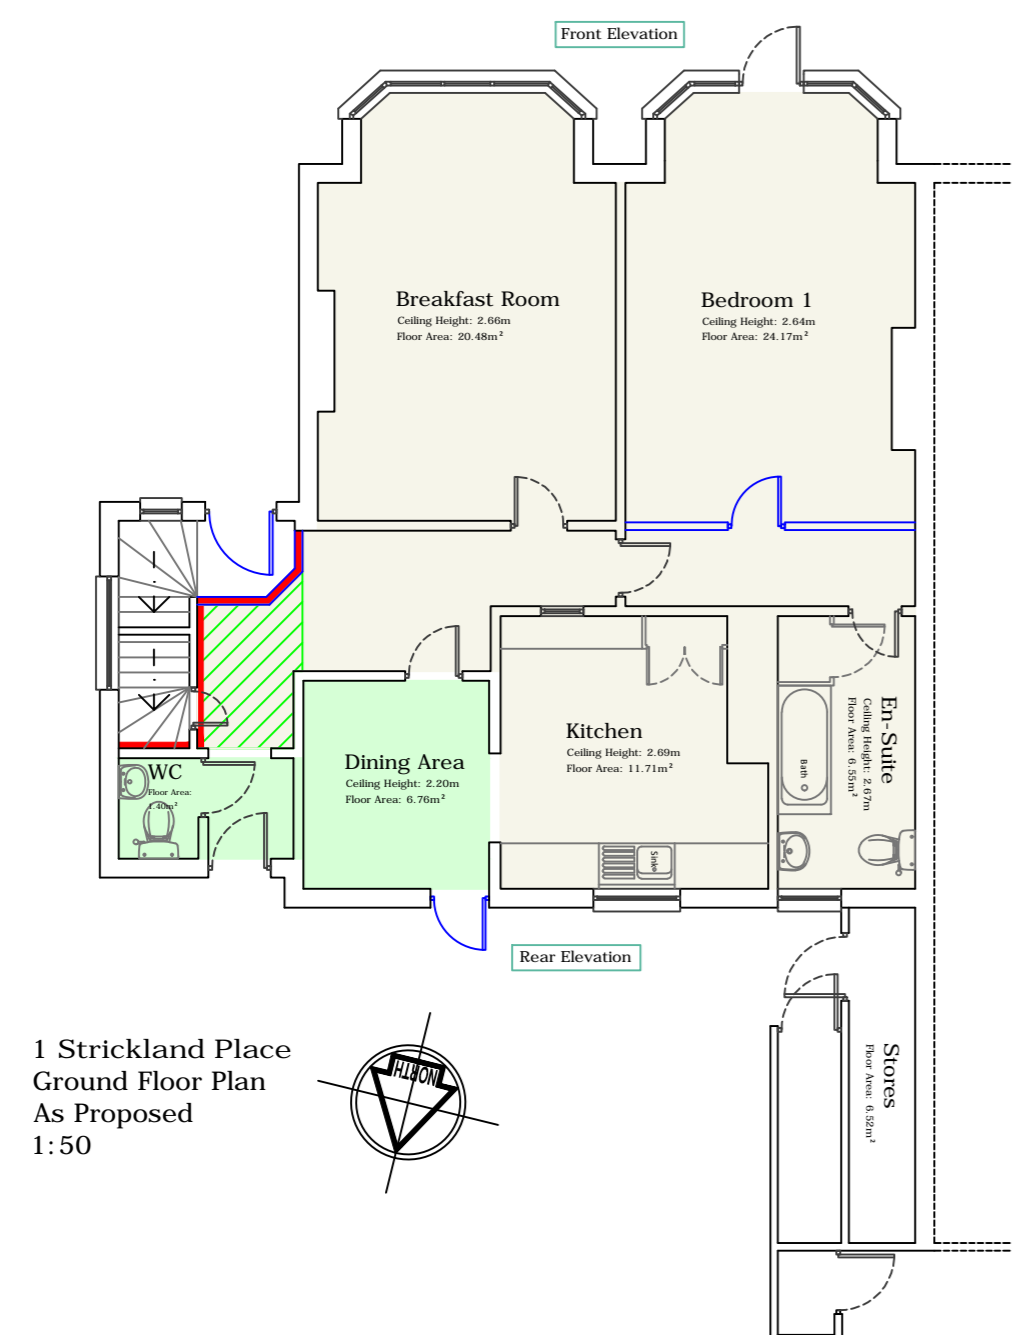 Front Elevation
Breakfast Room
Ceiling Height: 2.66m
Floor Area: 20.48m²
Bedroom 1
Ceiling Height: 2.64m
Floor Area: 24.17m²
Kitchen
Ceiling Height: 2.69m
Floor Area: 11.71m²
Dining Area
Ceiling Height: 2.20m
Floor Area: 6.76m²
WC
Floor Area:
1.40m²
En-Suite
Ceiling Height: 2.67m
Floor Area: 6.55m²
Bath
Sink
Rear Elevation
Stores
Floor Area: 6.52m²
1 Strickland Place
Ground Floor Plan
As Proposed
1:50
NORTH